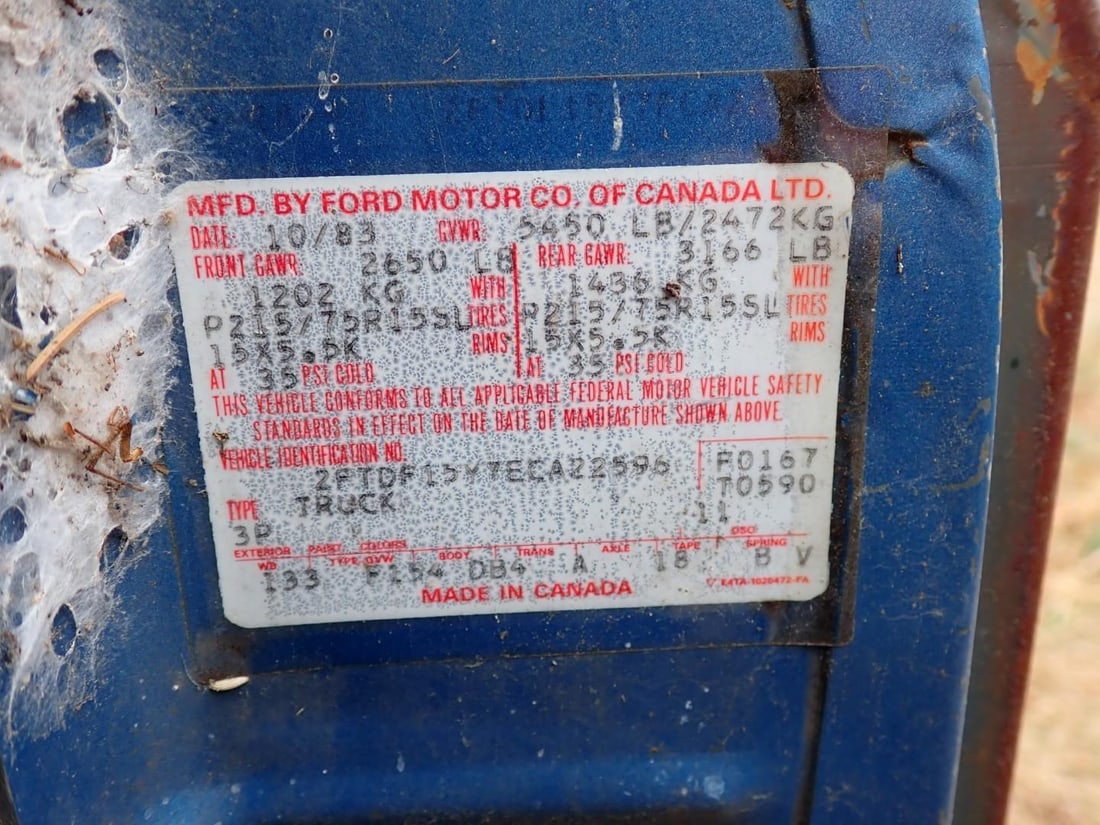 MFD. BY FORD MOTOR CO. OF CANADA LTD.
DATE: 10/83 GVWR: 5450 LB/2472KG
FRONT GAWR: 2650 LB REAR GAWR: 3166 LB
1202 KG WITH 1436 KG WITH
P215/75R15SL TIRES P215/75R15SL TIRES
15X5.5K RIMS 15X5.5K RIMS
AT 35 PSI COLD AT 35 PSI COLD
THIS VEHICLE CONFORMS TO ALL APPLICABLE FEDERAL MOTOR VEHICLE SAFETY
STANDARDS IN EFFECT ON THE DATE OF MANUFACTURE SHOWN ABOVE.
VEHICLE IDENTIFICATION NO.
2FTDF15Y7ECA22596 F0167
TYPE TRUCK 70590
3P 11
EXTERIOR PAINT COLORS DSO
WB TYPE-GVW BODY TRANS AXLE TAPE SPRING
133 F154 DB4 A 18 B V
MADE IN CANADA E4TA-1020472-FA